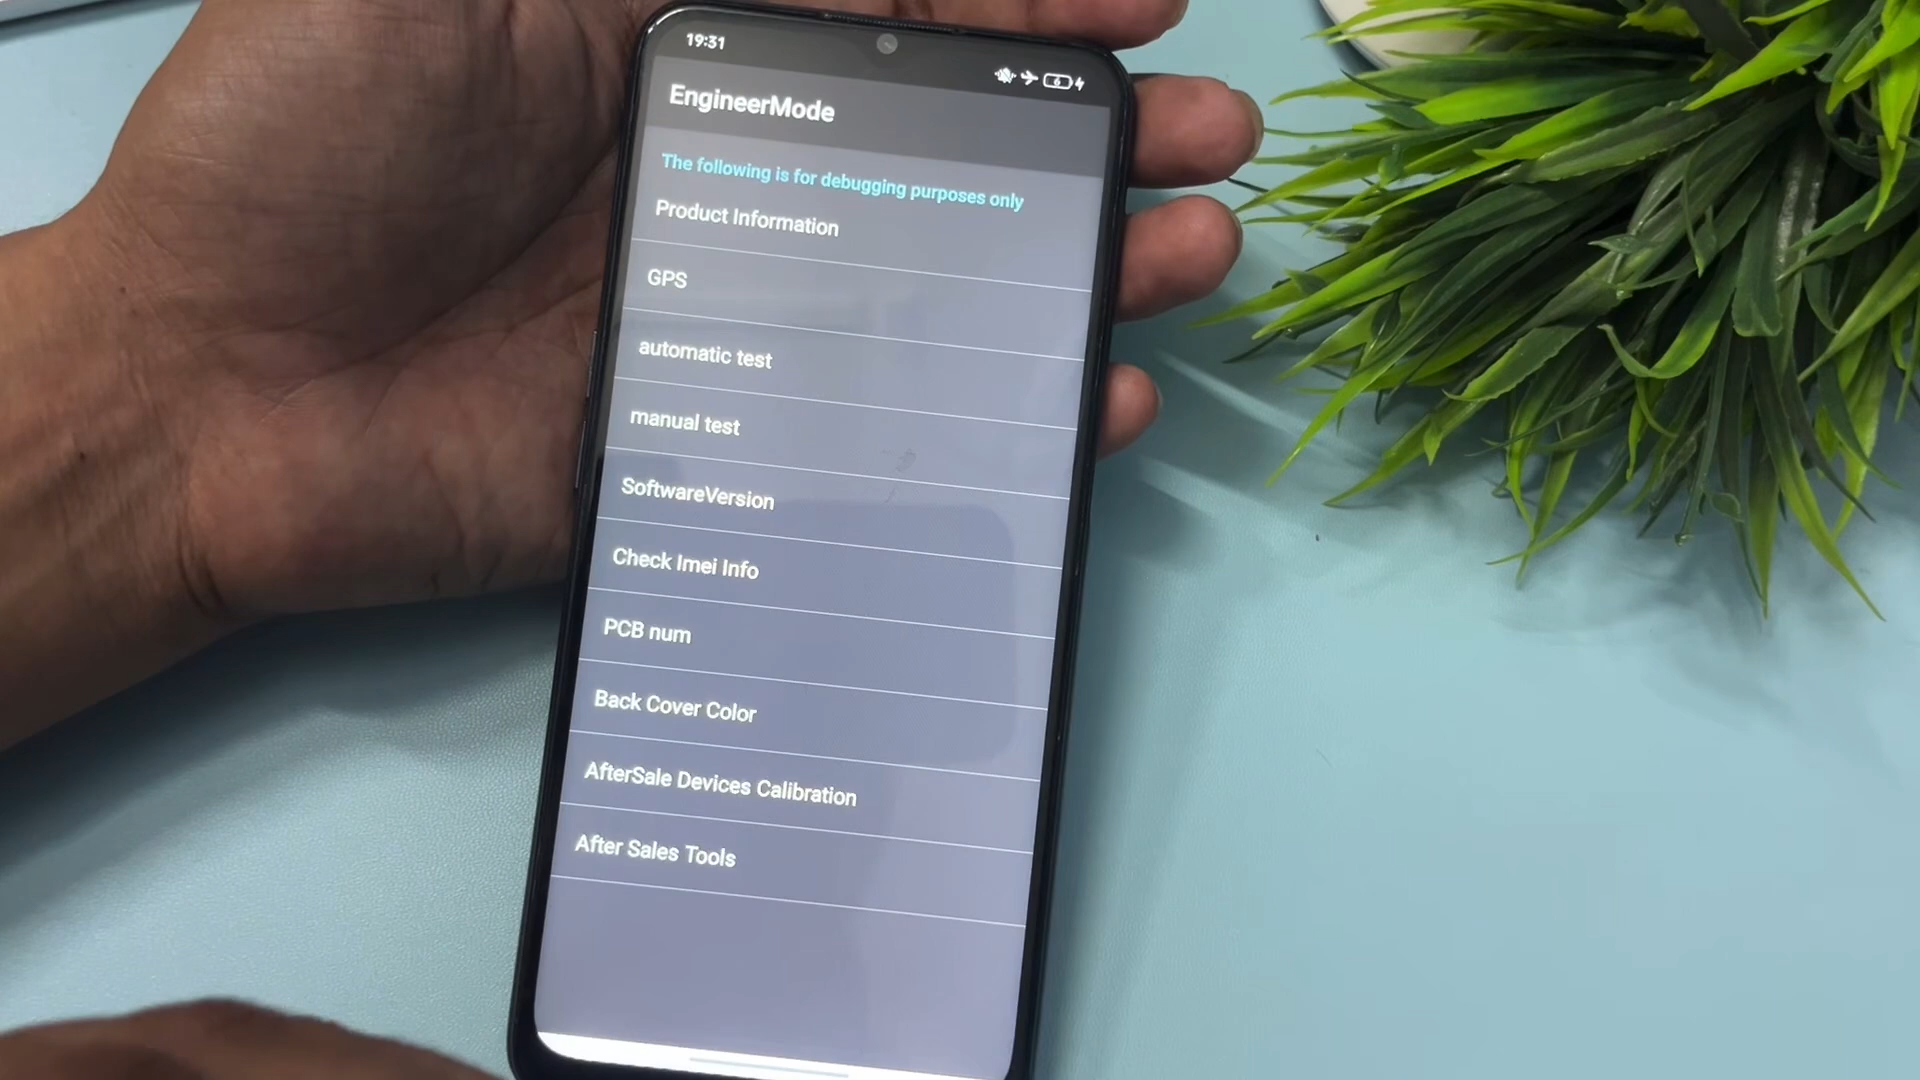 19:31
6
EngineerMode
The following is for debugging purposes only
Product Information
GPS
automatic test
manual test
SoftwareVersion
Check Imei Info
PCB num
Back Cover Color
AfterSale Devices Calibration
After Sales Tools